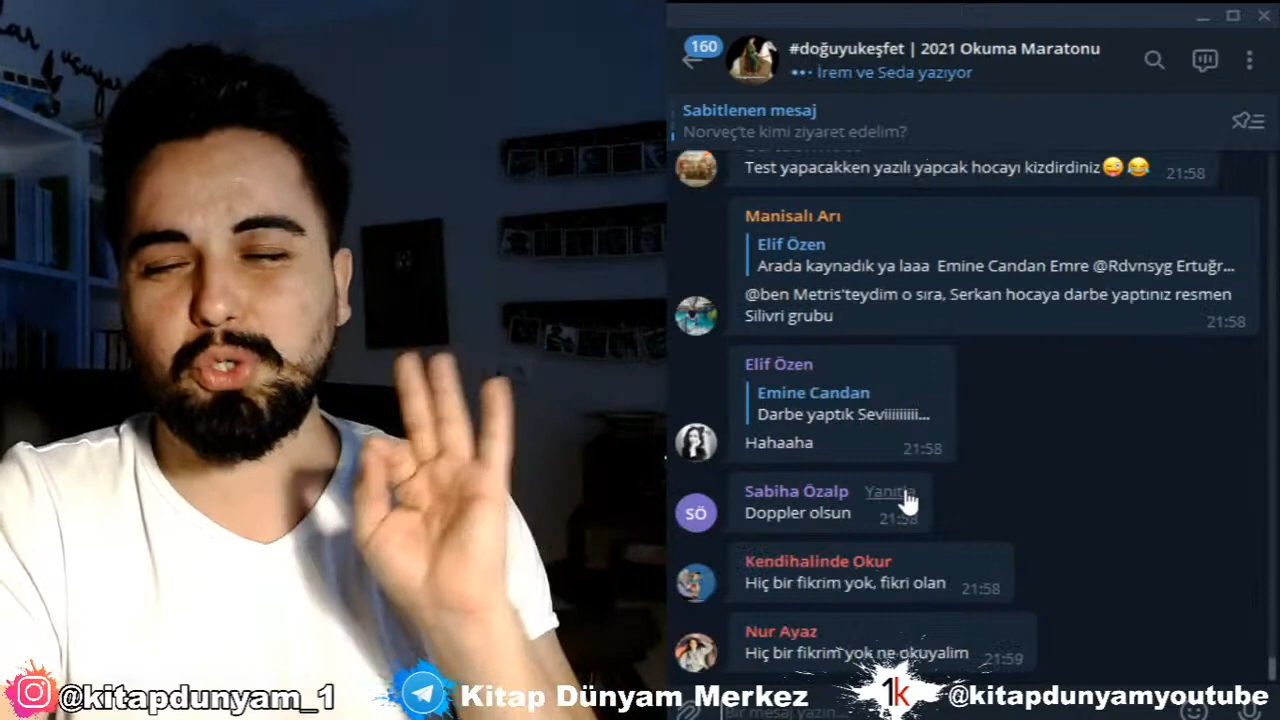 160
#doğuyukeşfet | 2021 Okuma Maratonu
İrem ve Seda yazıyor
Sabitlenen mesaj
Norveç'te kimi ziyaret edelim?
Test yapacakken yazılı yapcak hocayı kizdirdiniz😜😂
21:58
Manisalı Arı
Elif Özen
Arada kaynadık ya laaa Emine Candan Emre @Rdvnsyg Ertuğr...
@ben Metris'teydim o sıra, Serkan hocaya darbe yaptınız resmen
Silivri grubu
21:58
Elif Özen
Emine Candan
Darbe yaptık Seviiiiiiiii...
Hahaaha
21:58
Sabiha Özalp Yanıtla
SÖ
Doppler olsun
21:58
Kendihalinde Okur
Hiç bir fikrim yok, fikri olan
21:58
Nur Ayaz
Hiç bir fikrim yok ne okuyalim
21:59
Bir mesaj yazın...
@kitapdunyam_1
Kitap Dünyam Merkez
1k
@kitapdunyamyoutube